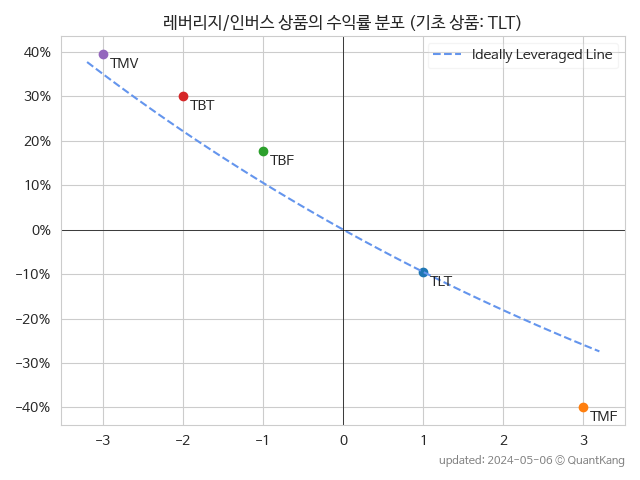 레버리지/인버스 상품의 수익률 분포 (기초 상품: TLT)
Ideally Leveraged Line
40%
30%
20%
10%
0%
−10%
−20%
−30%
−40%
TMV
TBT
TBF
TLT
TMF
−3
−2
−1
0
1
2
3
updated: 2024-05-06 © QuantKang